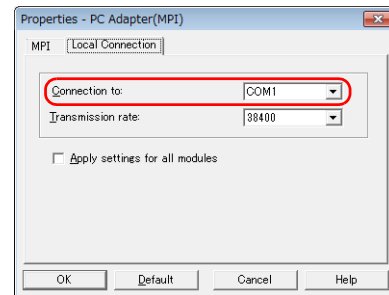 Properties - PC Adapter(MPI)
MPI Local Connection
Connection to: COM1
Transmission rate: 38400
Apply settings for all modules
OK Default Cancel Help